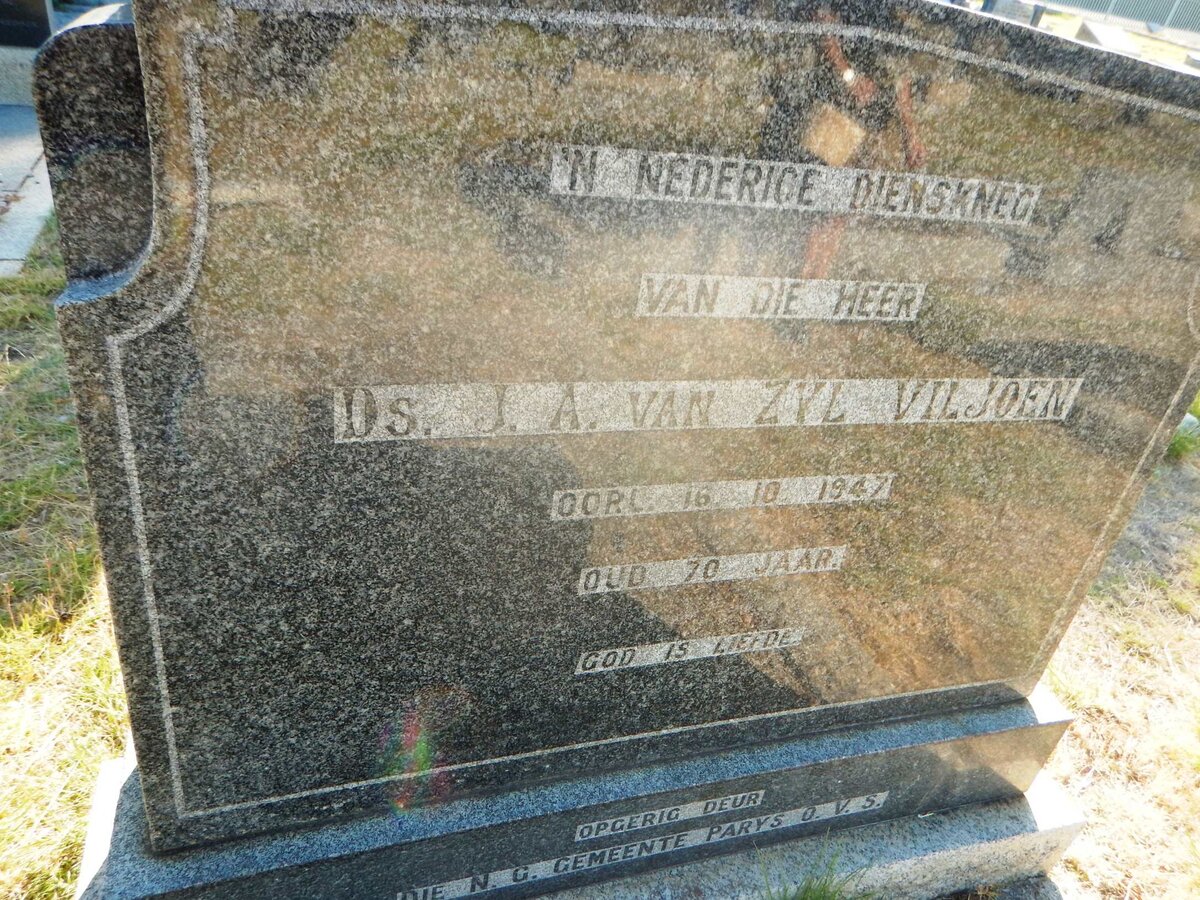 'N NEDERIGE DIENSKNEG
VAN DIE HEER
Ds. J. A. VAN ZYL VILJOEN
OORL. 16 10 1947
OUD 70 JAAR.
GOD IS LIEFDE
OPGERIG DEUR
DIE N. G. GEMEENTE PARYS O. V. S.